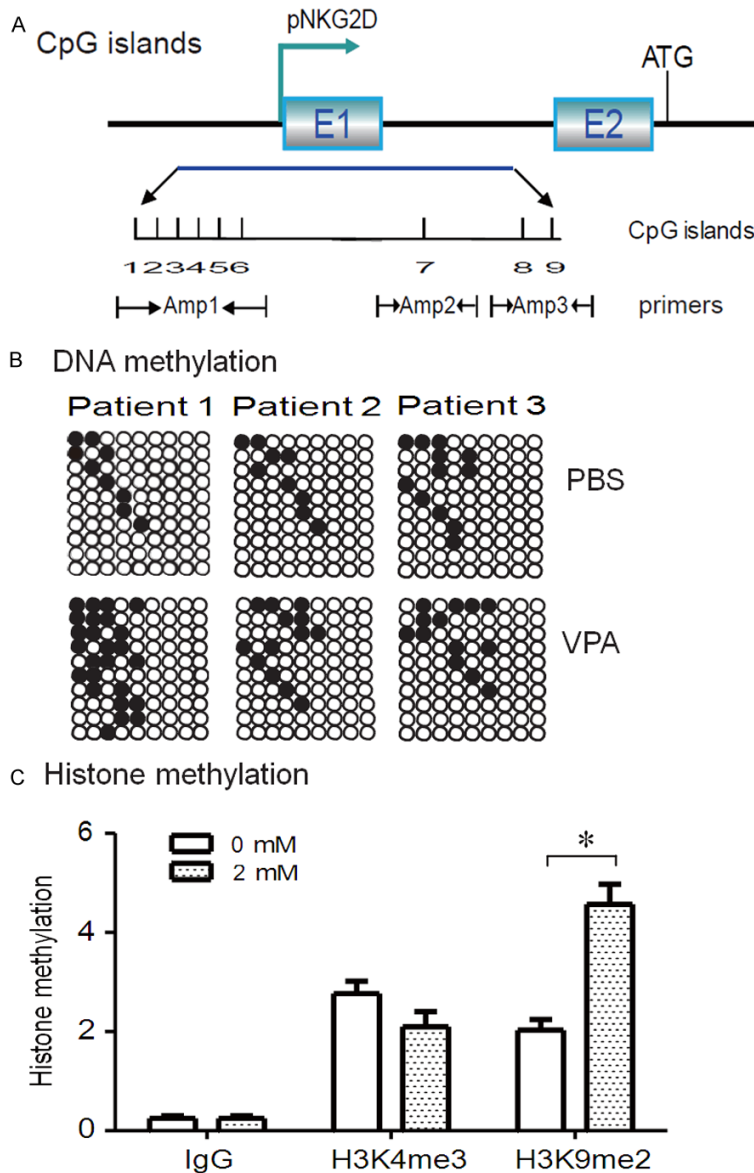 A
CpG islands
pNKG2D
ATG
E1
E2
CpG islands
1 2 3 4 5 6 7 8 9
Amp1 Amp2 Amp3 primers
B DNA methylation
Patient 1 Patient 2 Patient 3
PBS
VPA
C Histone methylation
Histone methylation
6
4
2
0
0 mM
2 mM
*
IgG H3K4me3 H3K9me2